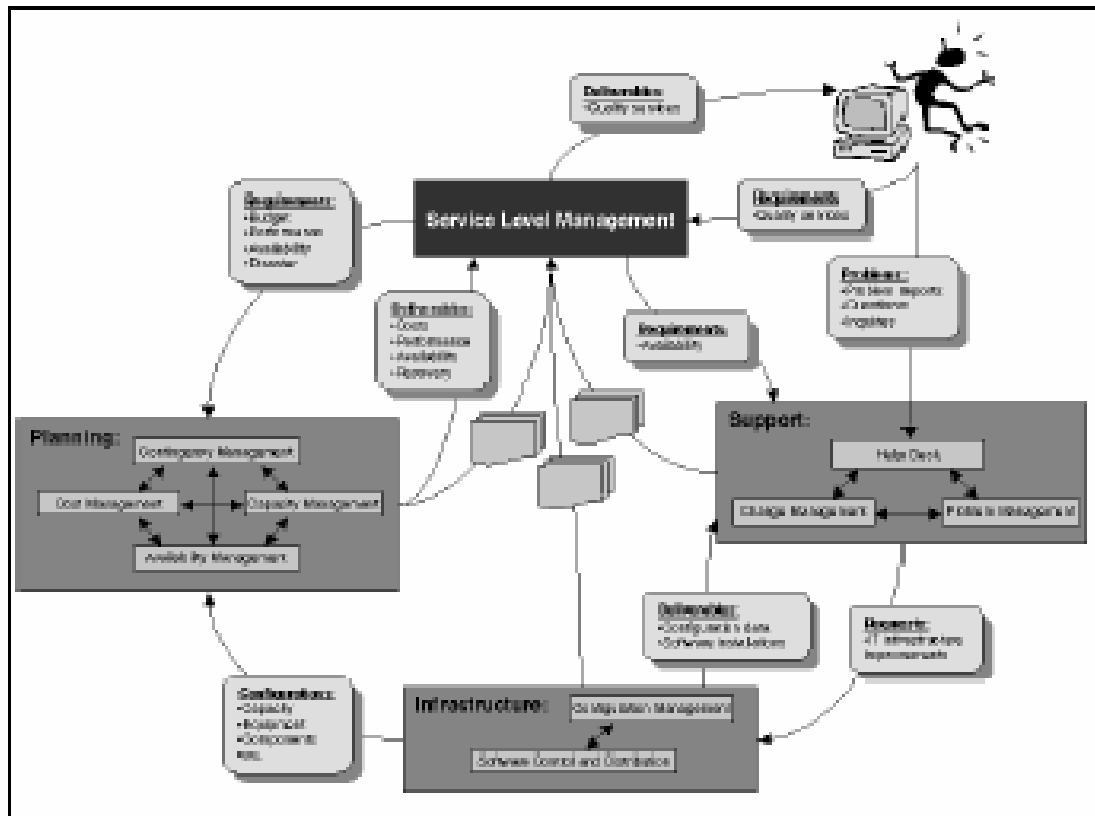 Deliverables:
•Quality services
Requirements:
•Budget
•Performance
•Availability
•Disaster
Service Level Management
Requirements
•Quality services
Deliverables:
•Costs
•Performance
•Availability
•Recovery
Requirements:
•Availability
Problems:
•Problem reports
•Questions
•Inquiries
Planning:
Contingency Management
Cost Management
Capacity Management
Availability Management
Support:
Help Desk
Change Management
Problem Management
Deliverables:
•Configuration data
•Software installations
Requests:
•IT Infrastructure
improvements
Configurations:
•Capacity
•Equipment
•Components
Infrastructure:
Configuration Management
Software Control and Distribution